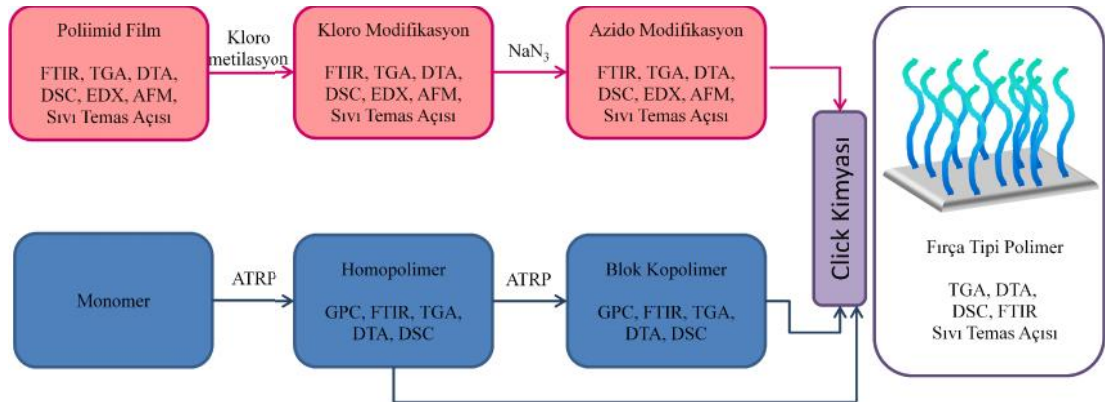 Poliimid Film
FTIR, TGA, DTA,
DSC, EDX, AFM,
Sıvı Temas Açısı
Kloro
metilasyon
Kloro Modifikasyon
FTIR, TGA, DTA,
DSC, EDX, AFM,
Sıvı Temas Açısı
NaN₃
Azido Modifikasyon
FTIR, TGA, DTA,
DSC, EDX, AFM,
Sıvı Temas Açısı
Monomer
ATRP
Homopolimer
GPC, FTIR, TGA,
DTA, DSC
ATRP
Blok Kopolimer
GPC, FTIR, TGA,
DTA, DSC
Click Kimyası
Fırça Tipi Polimer
TGA, DTA,
DSC, FTIR
Sıvı Temas Açısı